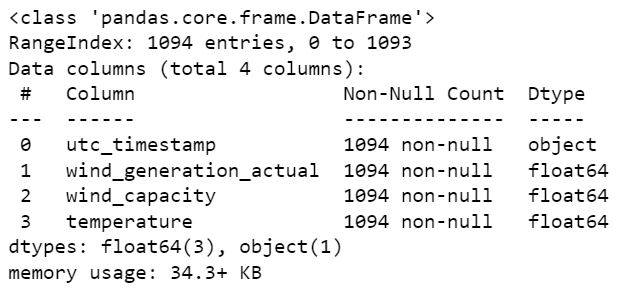 <class 'pandas.core.frame.DataFrame'>
RangeIndex: 1094 entries, 0 to 1093
Data columns (total 4 columns):
 #   Column                  Non-Null Count  Dtype
---  ------                  --------------  -----
 0   utc_timestamp           1094 non-null   object
 1   wind_generation_actual  1094 non-null   float64
 2   wind_capacity           1094 non-null   float64
 3   temperature             1094 non-null   float64
dtypes: float64(3), object(1)
memory usage: 34.3+ KB